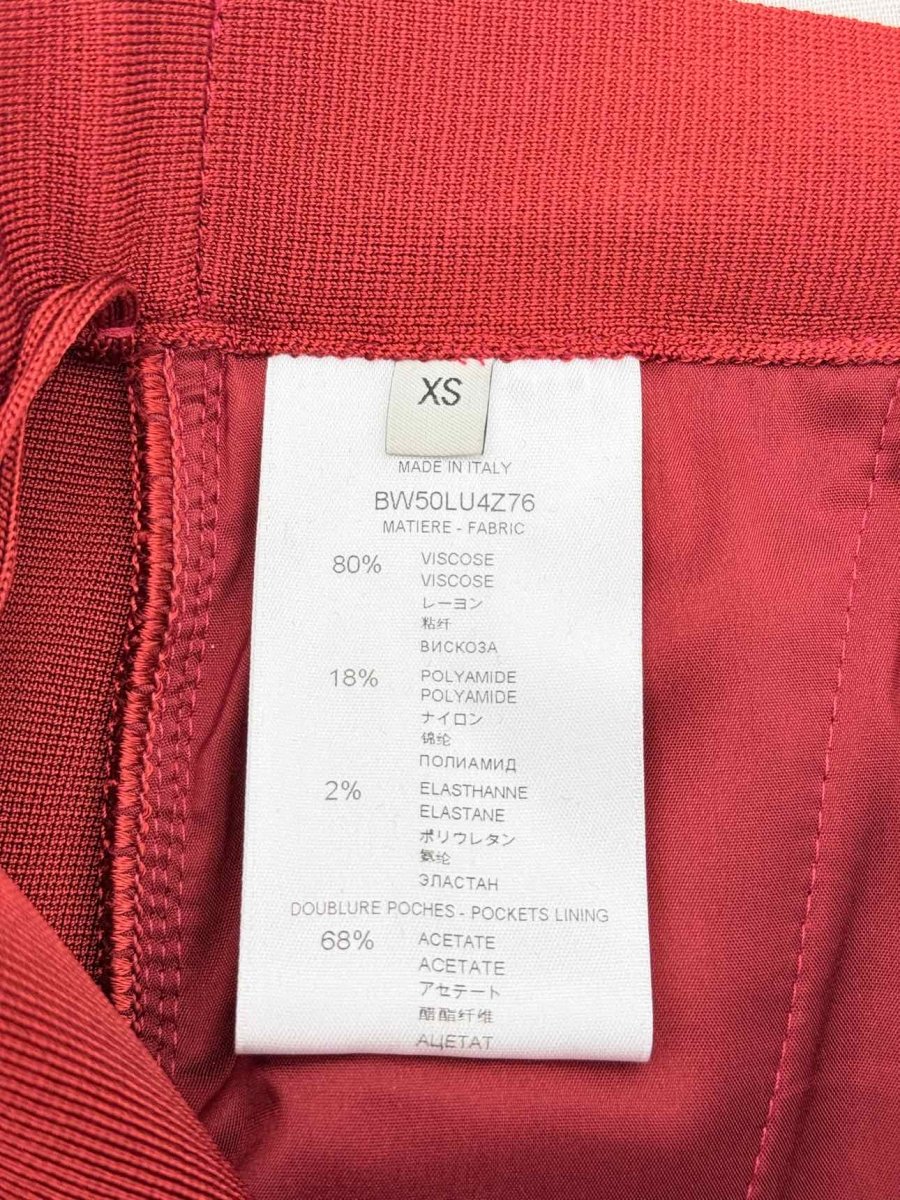 XS
MADE IN ITALY
BW50LU4Z76
MATIERE - FABRIC
80% VISCOSE
VISCOSE
レーヨン
粘纤
ВИСКОЗА
18% POLYAMIDE
POLYAMIDE
ナイロン
锦纶
ПОЛИАМИД
2% ELASTHANNE
ELASTANE
ポリウレタン
氨纶
ЭЛАСТАН
DOUBLURE POCHES - POCKETS LINING
68% ACETATE
ACETATE
アセテート
醋酯纤维
АЦЕТАТ